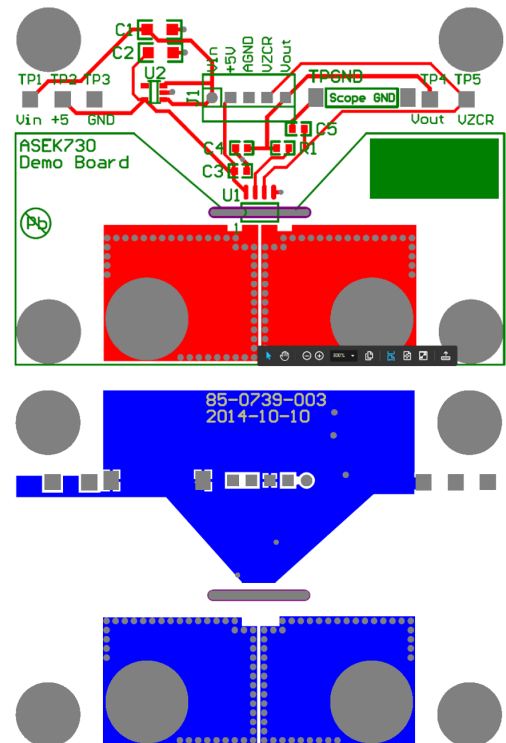 C1
C2
U2
J1
Vin
+5V
AGND
VZCR
Vout
TP1 TP2 TP3
TPGND
TP4 TP5
Scope GND
Vin +5 GND
Vout VZCR
C5
ASEK730
Demo Board
C4
R1
C3
U1
Pb
1
300%
85-0739-003
2014-10-10